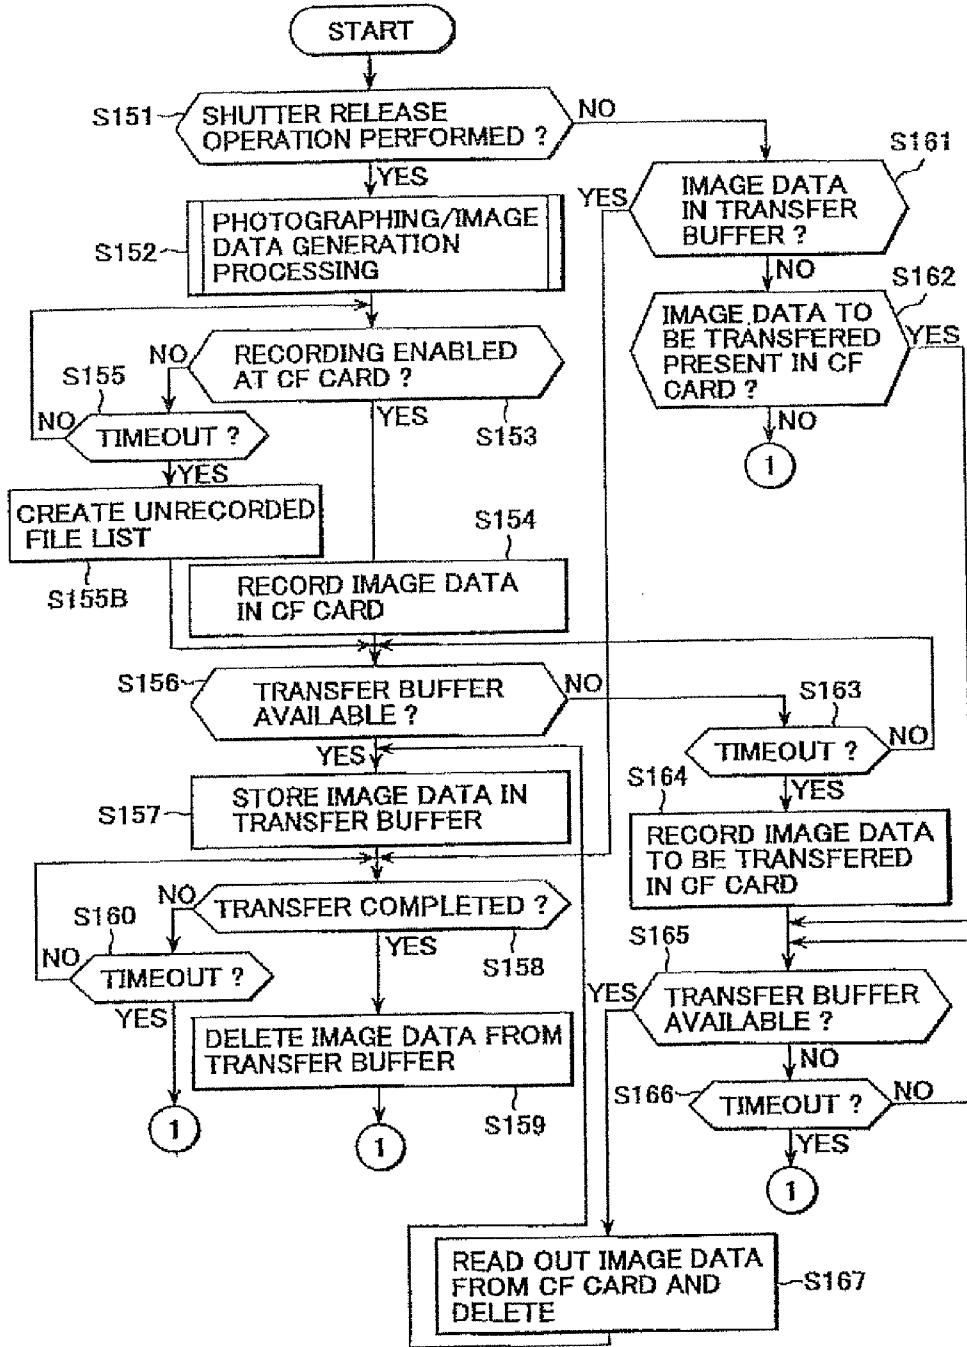 START
S151
SHUTTER RELEASE
OPERATION PERFORMED ?
NO
YES
S152
PHOTOGRAPHING/IMAGE
DATA GENERATION
PROCESSING
S161
YES
IMAGE DATA
IN TRANSFER
BUFFER ?
NO
S162
IMAGE DATA TO
BE TRANSFERED
PRESENT IN CF
CARD ?
YES
NO
1
NO
RECORDING ENABLED
AT CF CARD ?
YES
S153
S155
NO
TIMEOUT ?
YES
CREATE UNRECORDED
FILE LIST
S155B
S154
RECORD IMAGE DATA
IN CF CARD
S156
TRANSFER BUFFER
AVAILABLE ?
NO
YES
S163
TIMEOUT ?
NO
YES
S157
STORE IMAGE DATA IN
TRANSFER BUFFER
S164
RECORD IMAGE DATA
TO BE TRANSFERED
IN CF CARD
NO
TRANSFER COMPLETED ?
YES
S158
S160
NO
TIMEOUT ?
YES
1
DELETE IMAGE DATA FROM
TRANSFER BUFFER
S159
1
S165
YES
TRANSFER BUFFER
AVAILABLE ?
NO
S166
TIMEOUT ?
NO
YES
1
READ OUT IMAGE DATA
FROM CF CARD AND
DELETE
S167